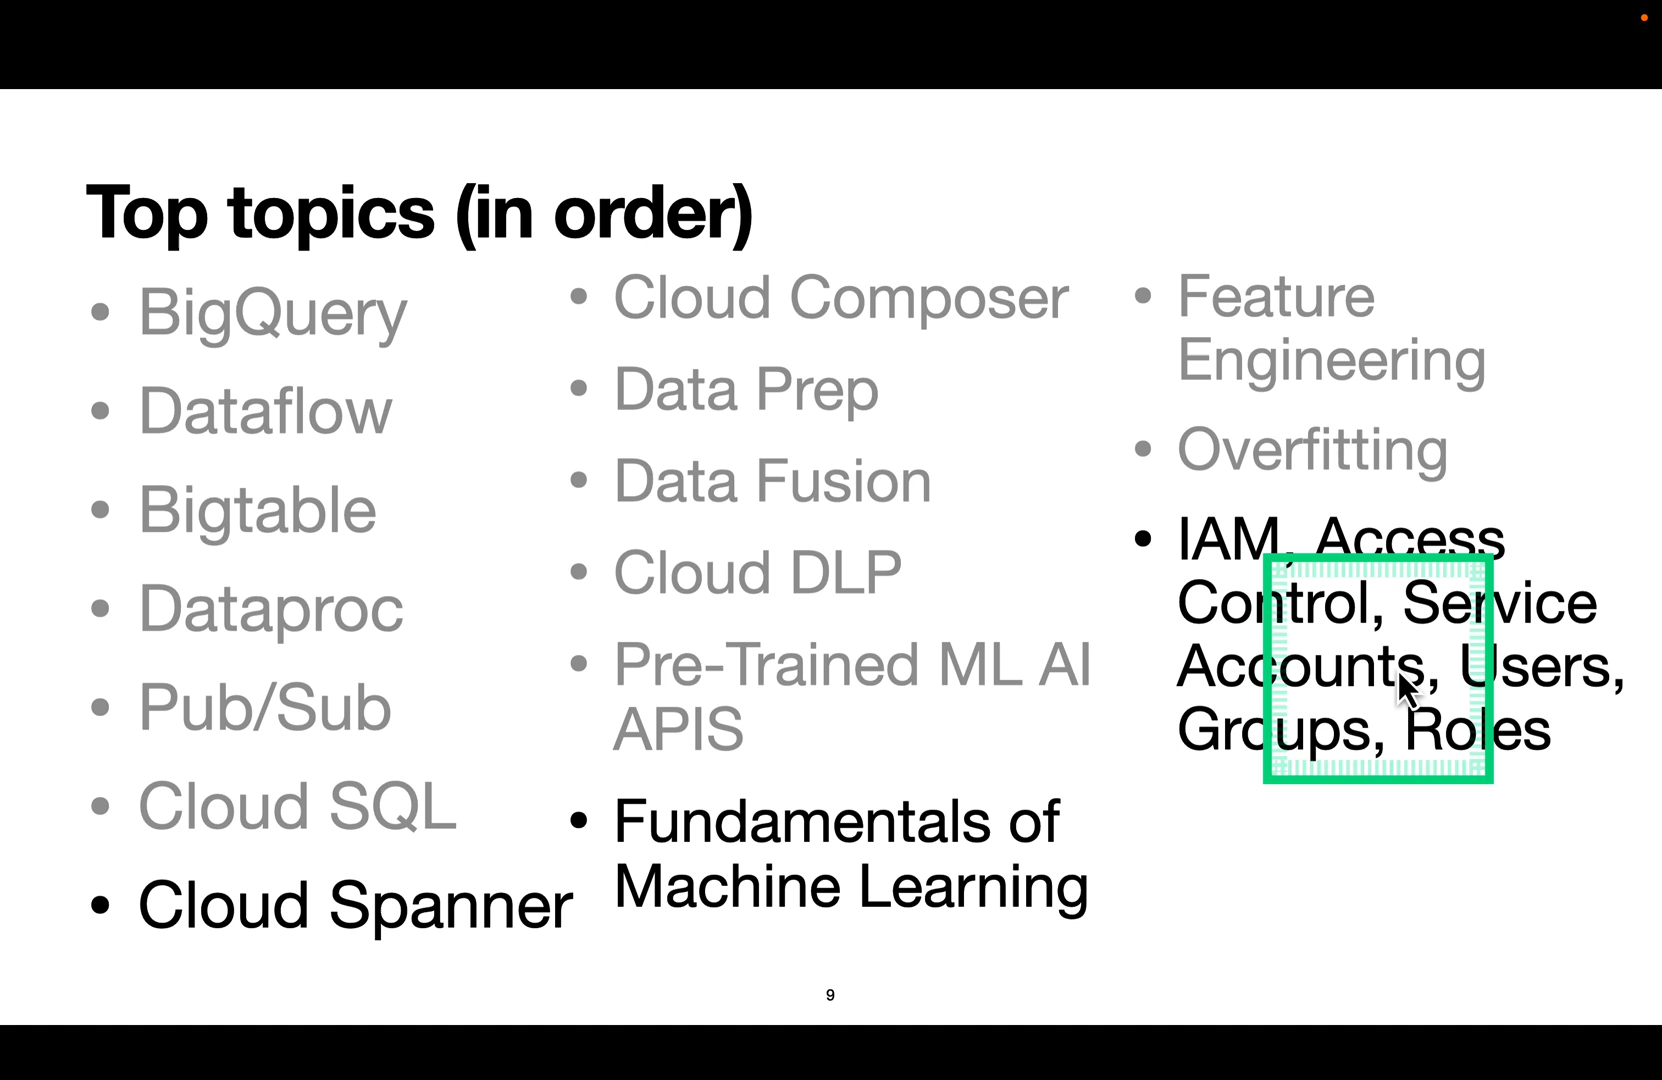 Top topics (in order)
• BigQuery
• Dataflow
• Bigtable
• Dataproc
• Pub/Sub
• Cloud SQL
• Cloud Spanner
• Cloud Composer
• Data Prep
• Data Fusion
• Cloud DLP
• Pre-Trained ML AI
APIS
• Fundamentals of
Machine Learning
• Feature
Engineering
• Overfitting
• IAM, Access
Control, Service
Accounts, Users,
Groups, Roles
9